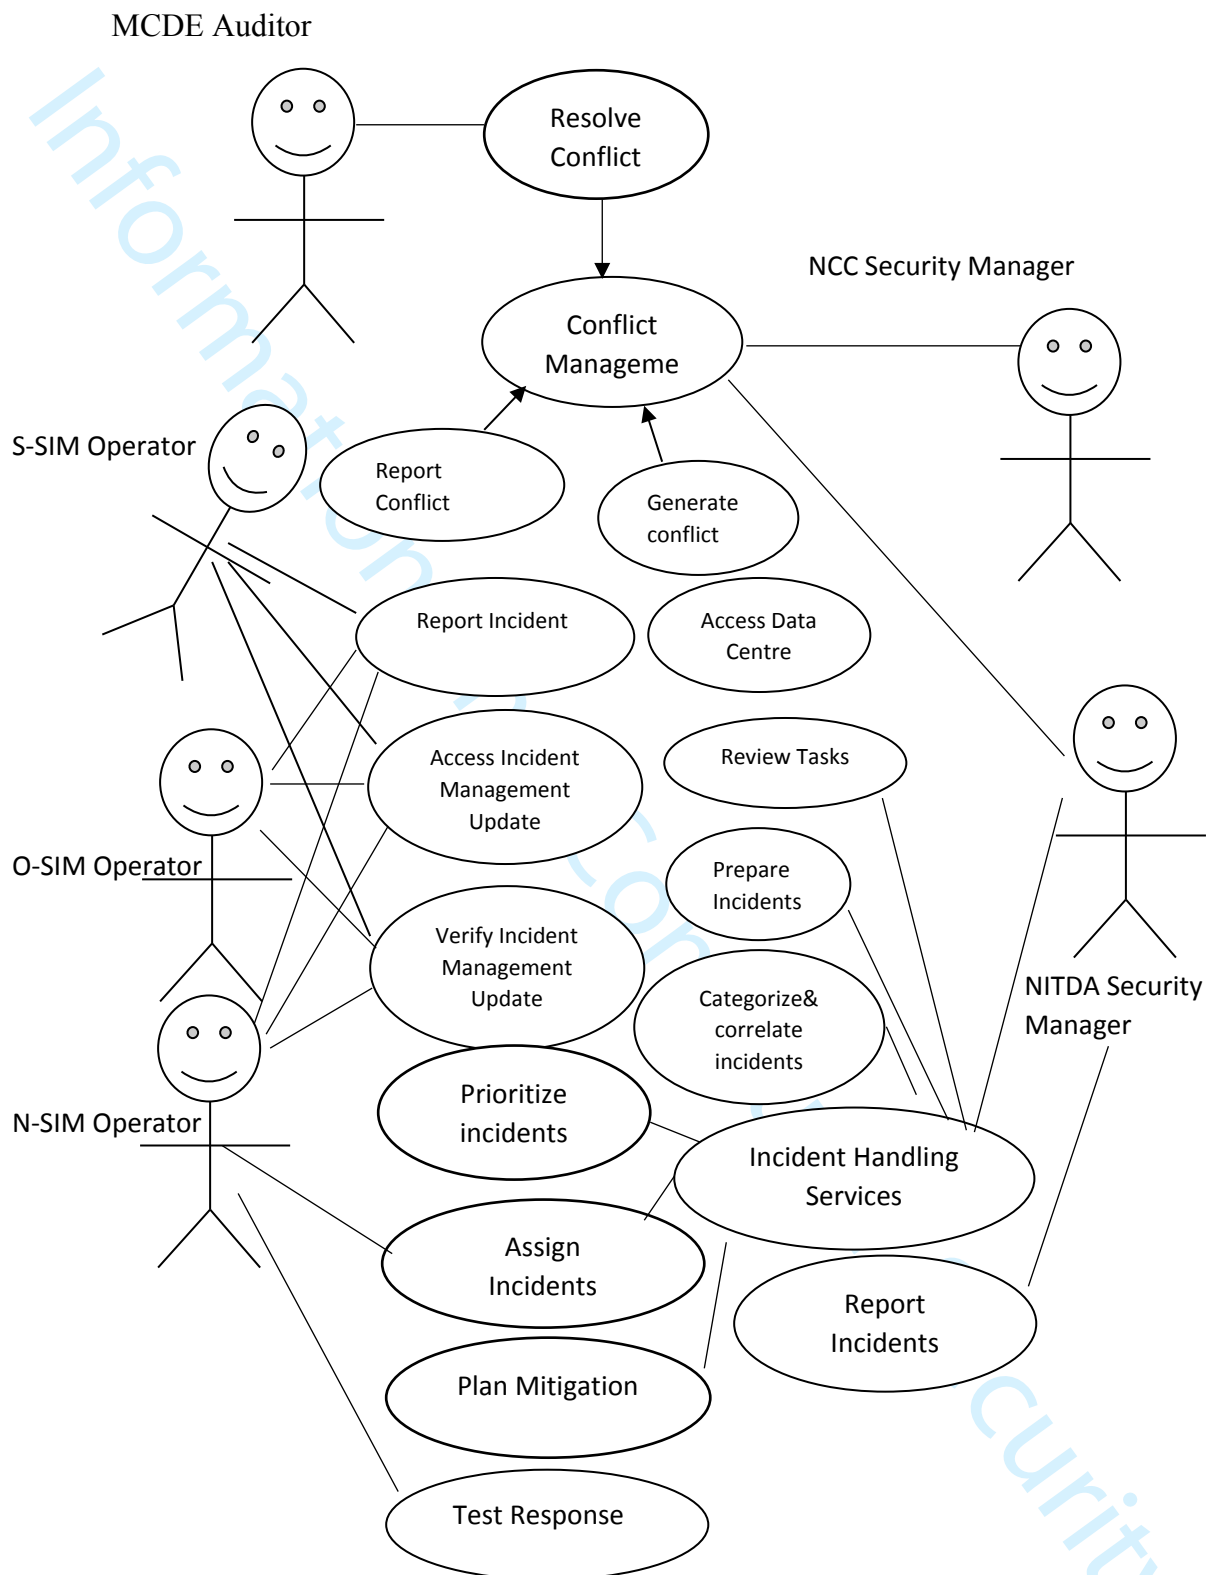 MCDE Auditor
Resolve
Conflict
NCC Security Manager
Conflict
Manageme
S-SIM Operator
Report
Conflict
Generate
conflict
Report Incident
Access Data
Centre
Access Incident
Management
Update
Review Tasks
O-SIM Operator
Prepare
Incidents
Verify Incident
Management
Update
Categorize&
correlate
incidents
NITDA Security
Manager
Prioritize
incidents
N-SIM Operator
Incident Handling
Services
Assign
Incidents
Report
Incidents
Plan Mitigation
Test Response